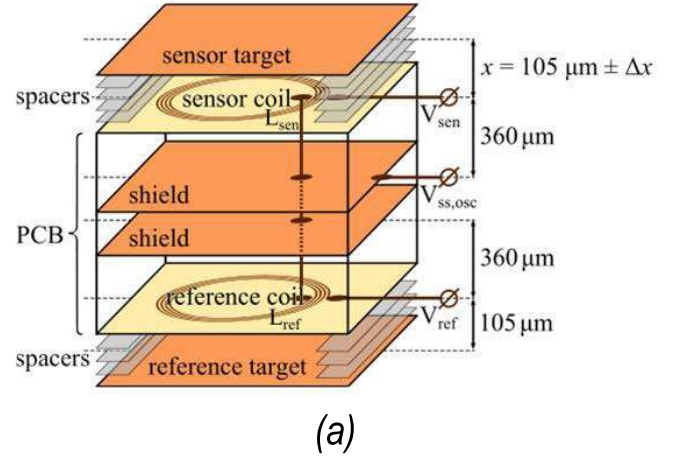 sensor target
x = 105 μm ± Δx
spacers
sensor coil
L_sen
V_sen
360 μm
shield
V_ss,osc
PCB
shield
360 μm
reference coil
L_ref
V_ref
105 μm
spacers
reference target
(a)